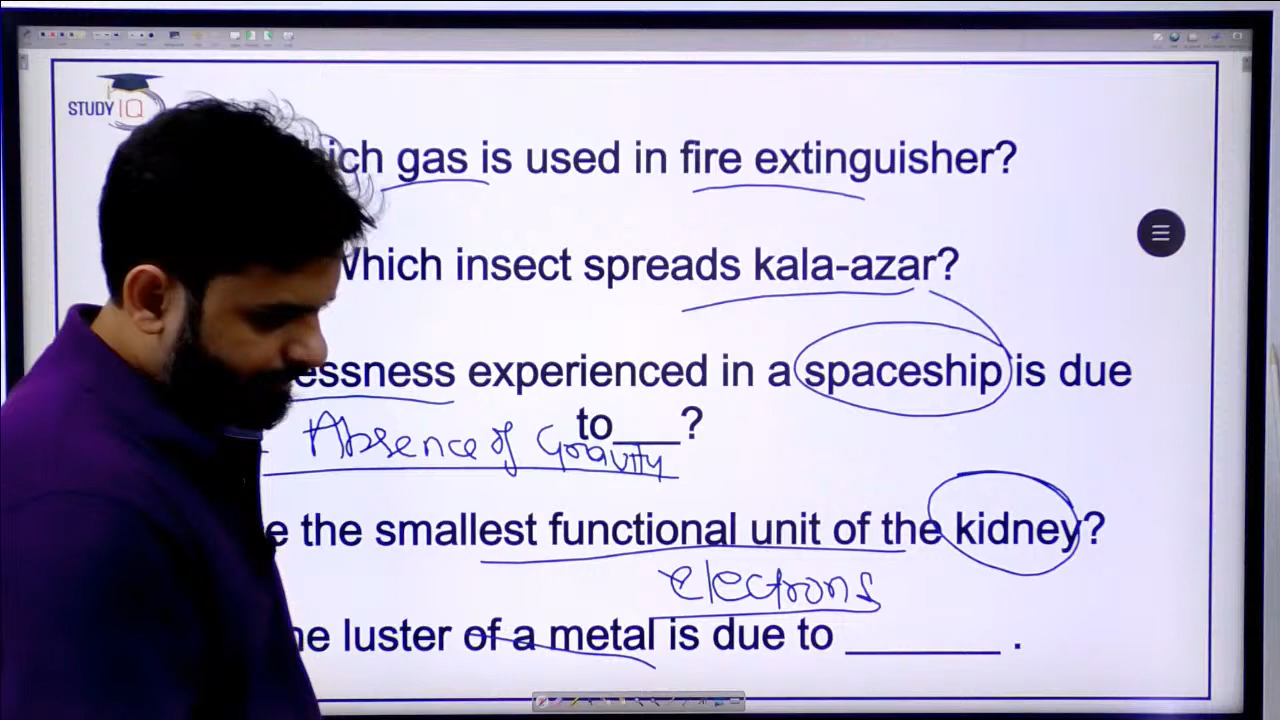 STUDY IQ
ich gas is used in fire extinguisher?
Which insect spreads kala-azar?
essness experienced in a spaceship is due
to___?
Absence of Gravity
e the smallest functional unit of the kidney?
electrons
he luster of a metal is due to _______ .